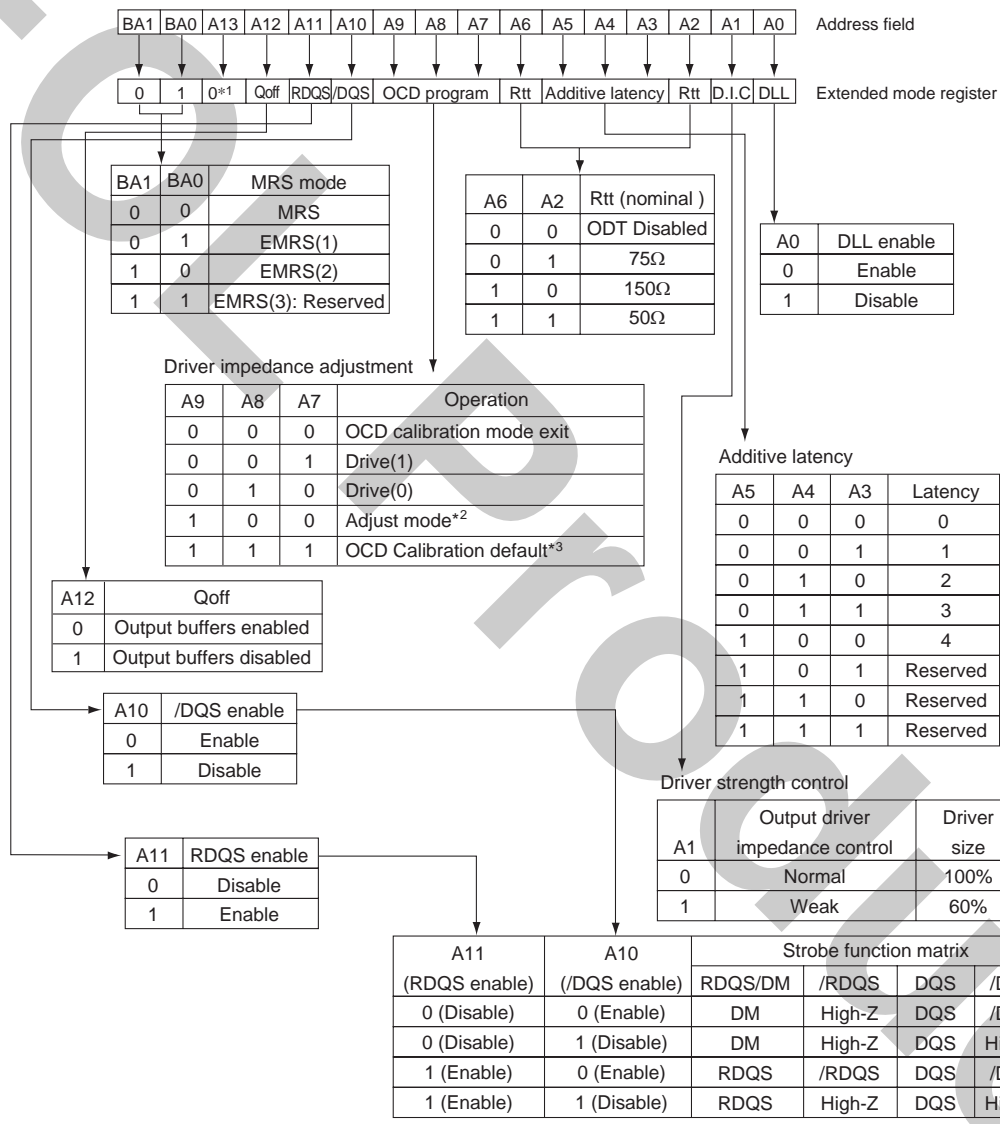 BA1 BA0 A13 A12 A11 A10 A9 A8 A7 A6 A5 A4 A3 A2 A1 A0 Address field
0 1 0*1 Qoff RDQS /DQS OCD program Rtt Additive latency Rtt D.I.C DLL Extended mode register
BA1 BA0 MRS mode
0 0 MRS
0 1 EMRS(1)
1 0 EMRS(2)
1 1 EMRS(3): Reserved
A6 A2 Rtt (nominal )
0 0 ODT Disabled
0 1 75Ω
1 0 150Ω
1 1 50Ω
A0 DLL enable
0 Enable
1 Disable
Driver impedance adjustment
A9 A8 A7 Operation
0 0 0 OCD calibration mode exit
0 0 1 Drive(1)
0 1 0 Drive(0)
1 0 0 Adjust mode*2
1 1 1 OCD Calibration default*3
Additive latency
A5 A4 A3 Latency
0 0 0 0
0 0 1 1
0 1 0 2
0 1 1 3
1 0 0 4
1 0 1 Reserved
1 1 0 Reserved
1 1 1 Reserved
A12 Qoff
0 Output buffers enabled
1 Output buffers disabled
A10 /DQS enable
0 Enable
1 Disable
Driver strength control
A1 Output driver impedance control Driver size
0 Normal 100%
1 Weak 60%
A11 RDQS enable
0 Disable
1 Enable
A11 A10 Strobe function matrix
(RDQS enable) (/DQS enable) RDQS/DM /RDQS DQS
0 (Disable) 0 (Enable) DM High-Z DQS
0 (Disable) 1 (Disable) DM High-Z DQS
1 (Enable) 0 (Enable) RDQS /RDQS DQS
1 (Enable) 1 (Disable) RDQS High-Z DQS